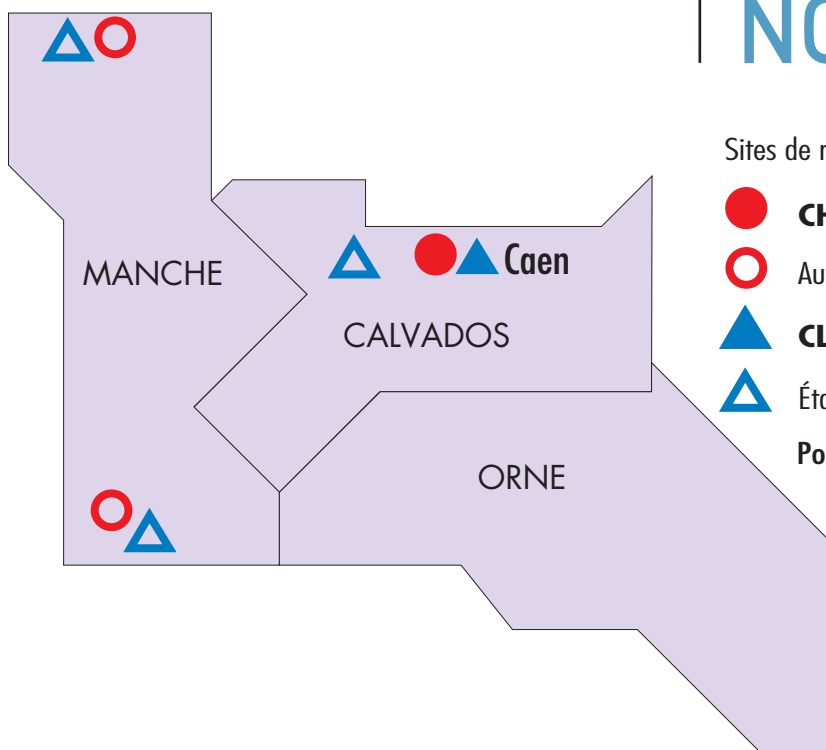 NO
Sites de
CH
Au
MANCHE
Caen
CL
CALVADOS
Éta
Po
ORNE